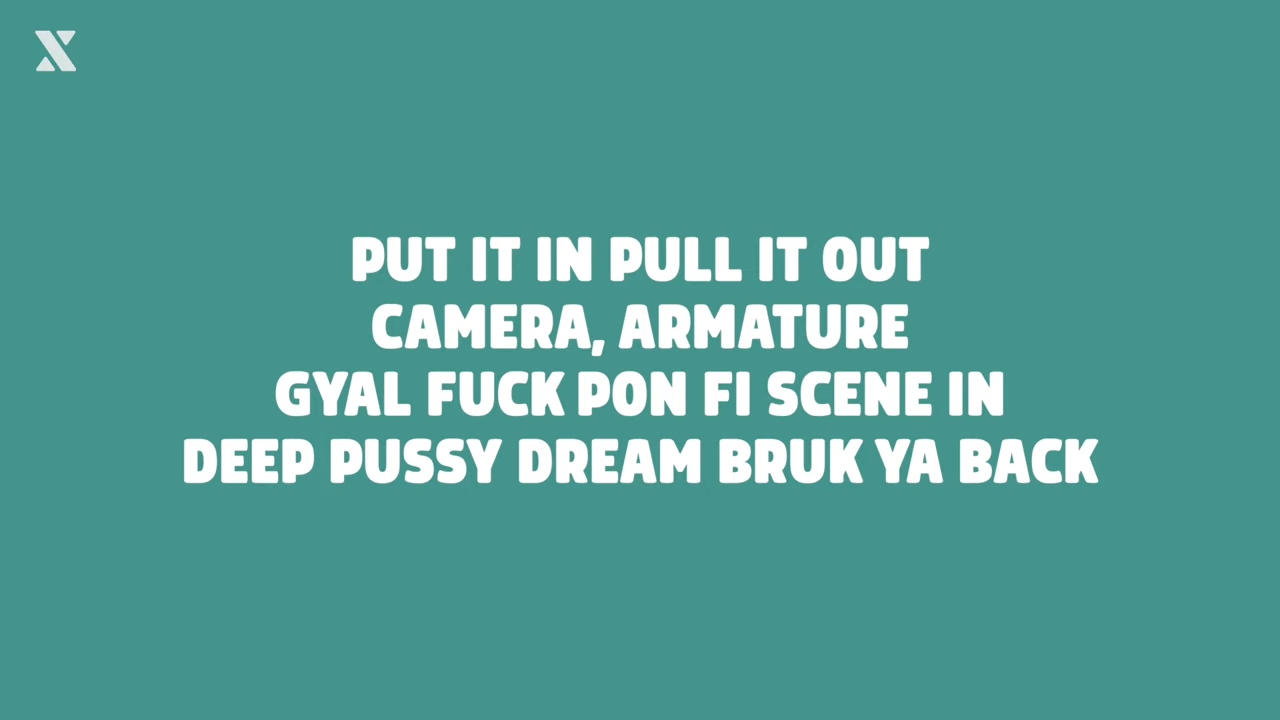 PUT IT IN PULL IT OUT
CAMERA, ARMATURE
GYAL FUCK PON FI SCENE IN
DEEP PUSSY DREAM BRUK YA BACK